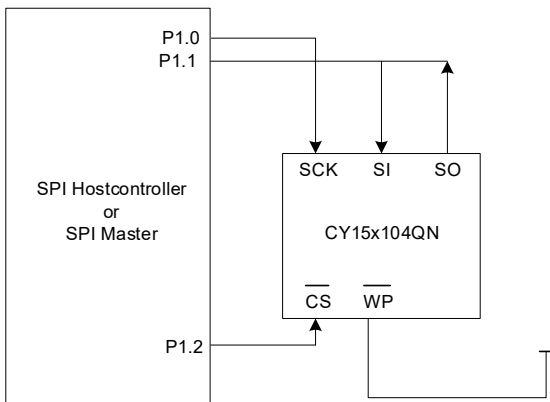 P1.0
P1.1
SCK SI SO
SPI Hostcontroller
or
SPI Master
CY15x104QN
CS WP
P1.2